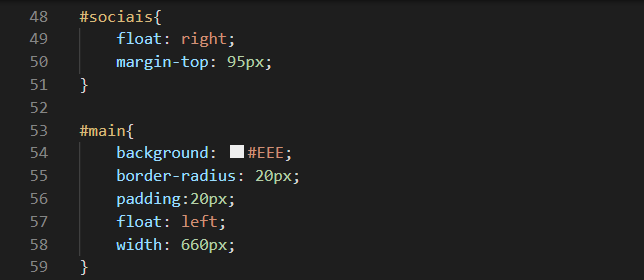 48 #sociais{
49 float: right;
50 margin-top: 95px;
51 }
52
53 #main{
54 background: #EEE;
55 border-radius: 20px;
56 padding:20px;
57 float: left;
58 width: 660px;
59 }